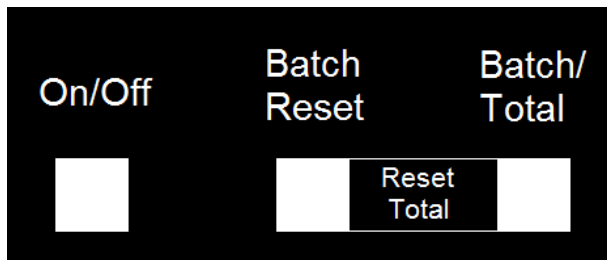 On/Off
Batch
Reset
Batch/
Total
Reset
Total